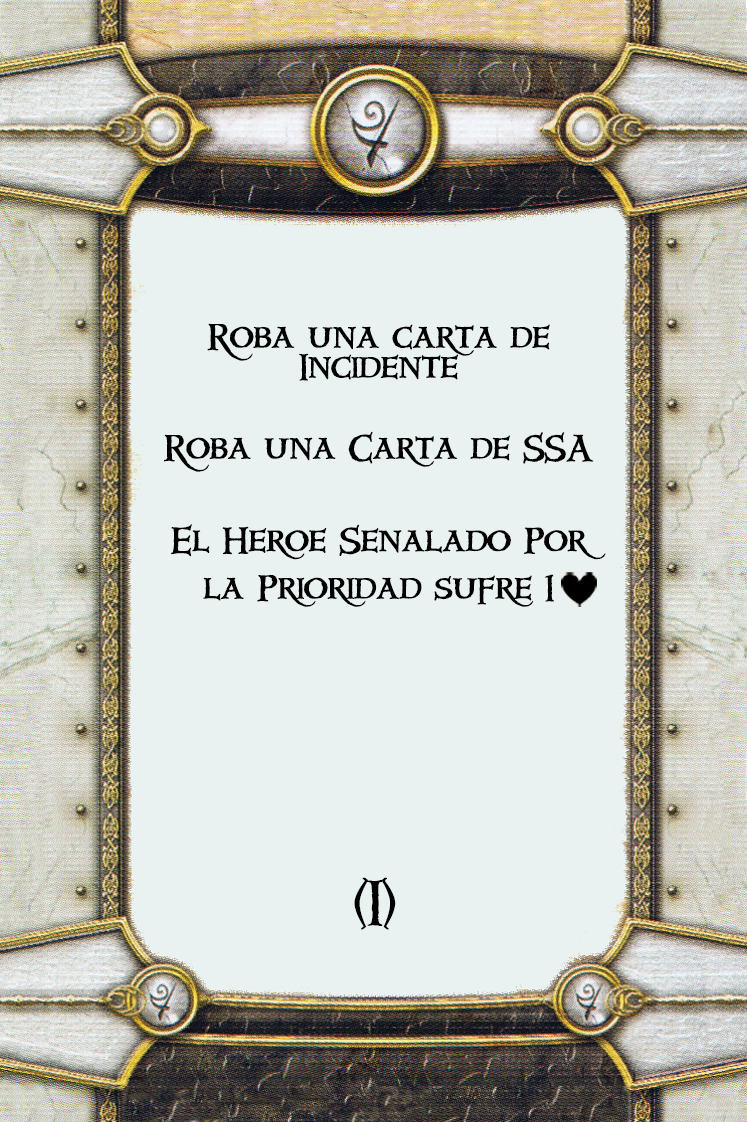 Roba una carta de
Incidente
Roba una Carta de SSA
El Heroe Senalado Por
la Prioridad sufre 1♥
(I)